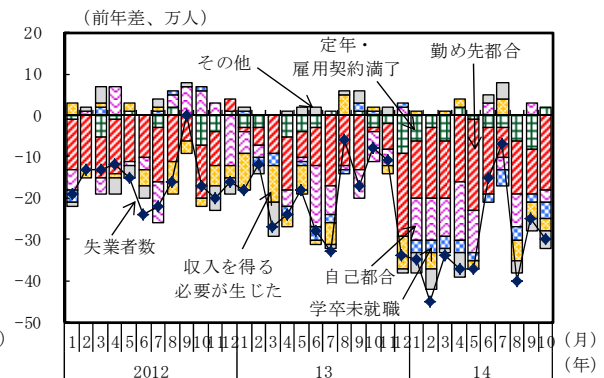 （前年差、万人）
20
10
0
−10
−20
−30
−40
−50
その他
定年・
雇用契約満了
勤め先都合
失業者数
収入を得る
必要が生じた
自己都合
学卒未就職
)
1 2 3 4 5 6 7 8 9 10 11 12 1 2 3 4 5 6 7 8 9 10 11 12 1 2 3 4 5 6 7 8 9 10 （月）
2012 13 14 （年）